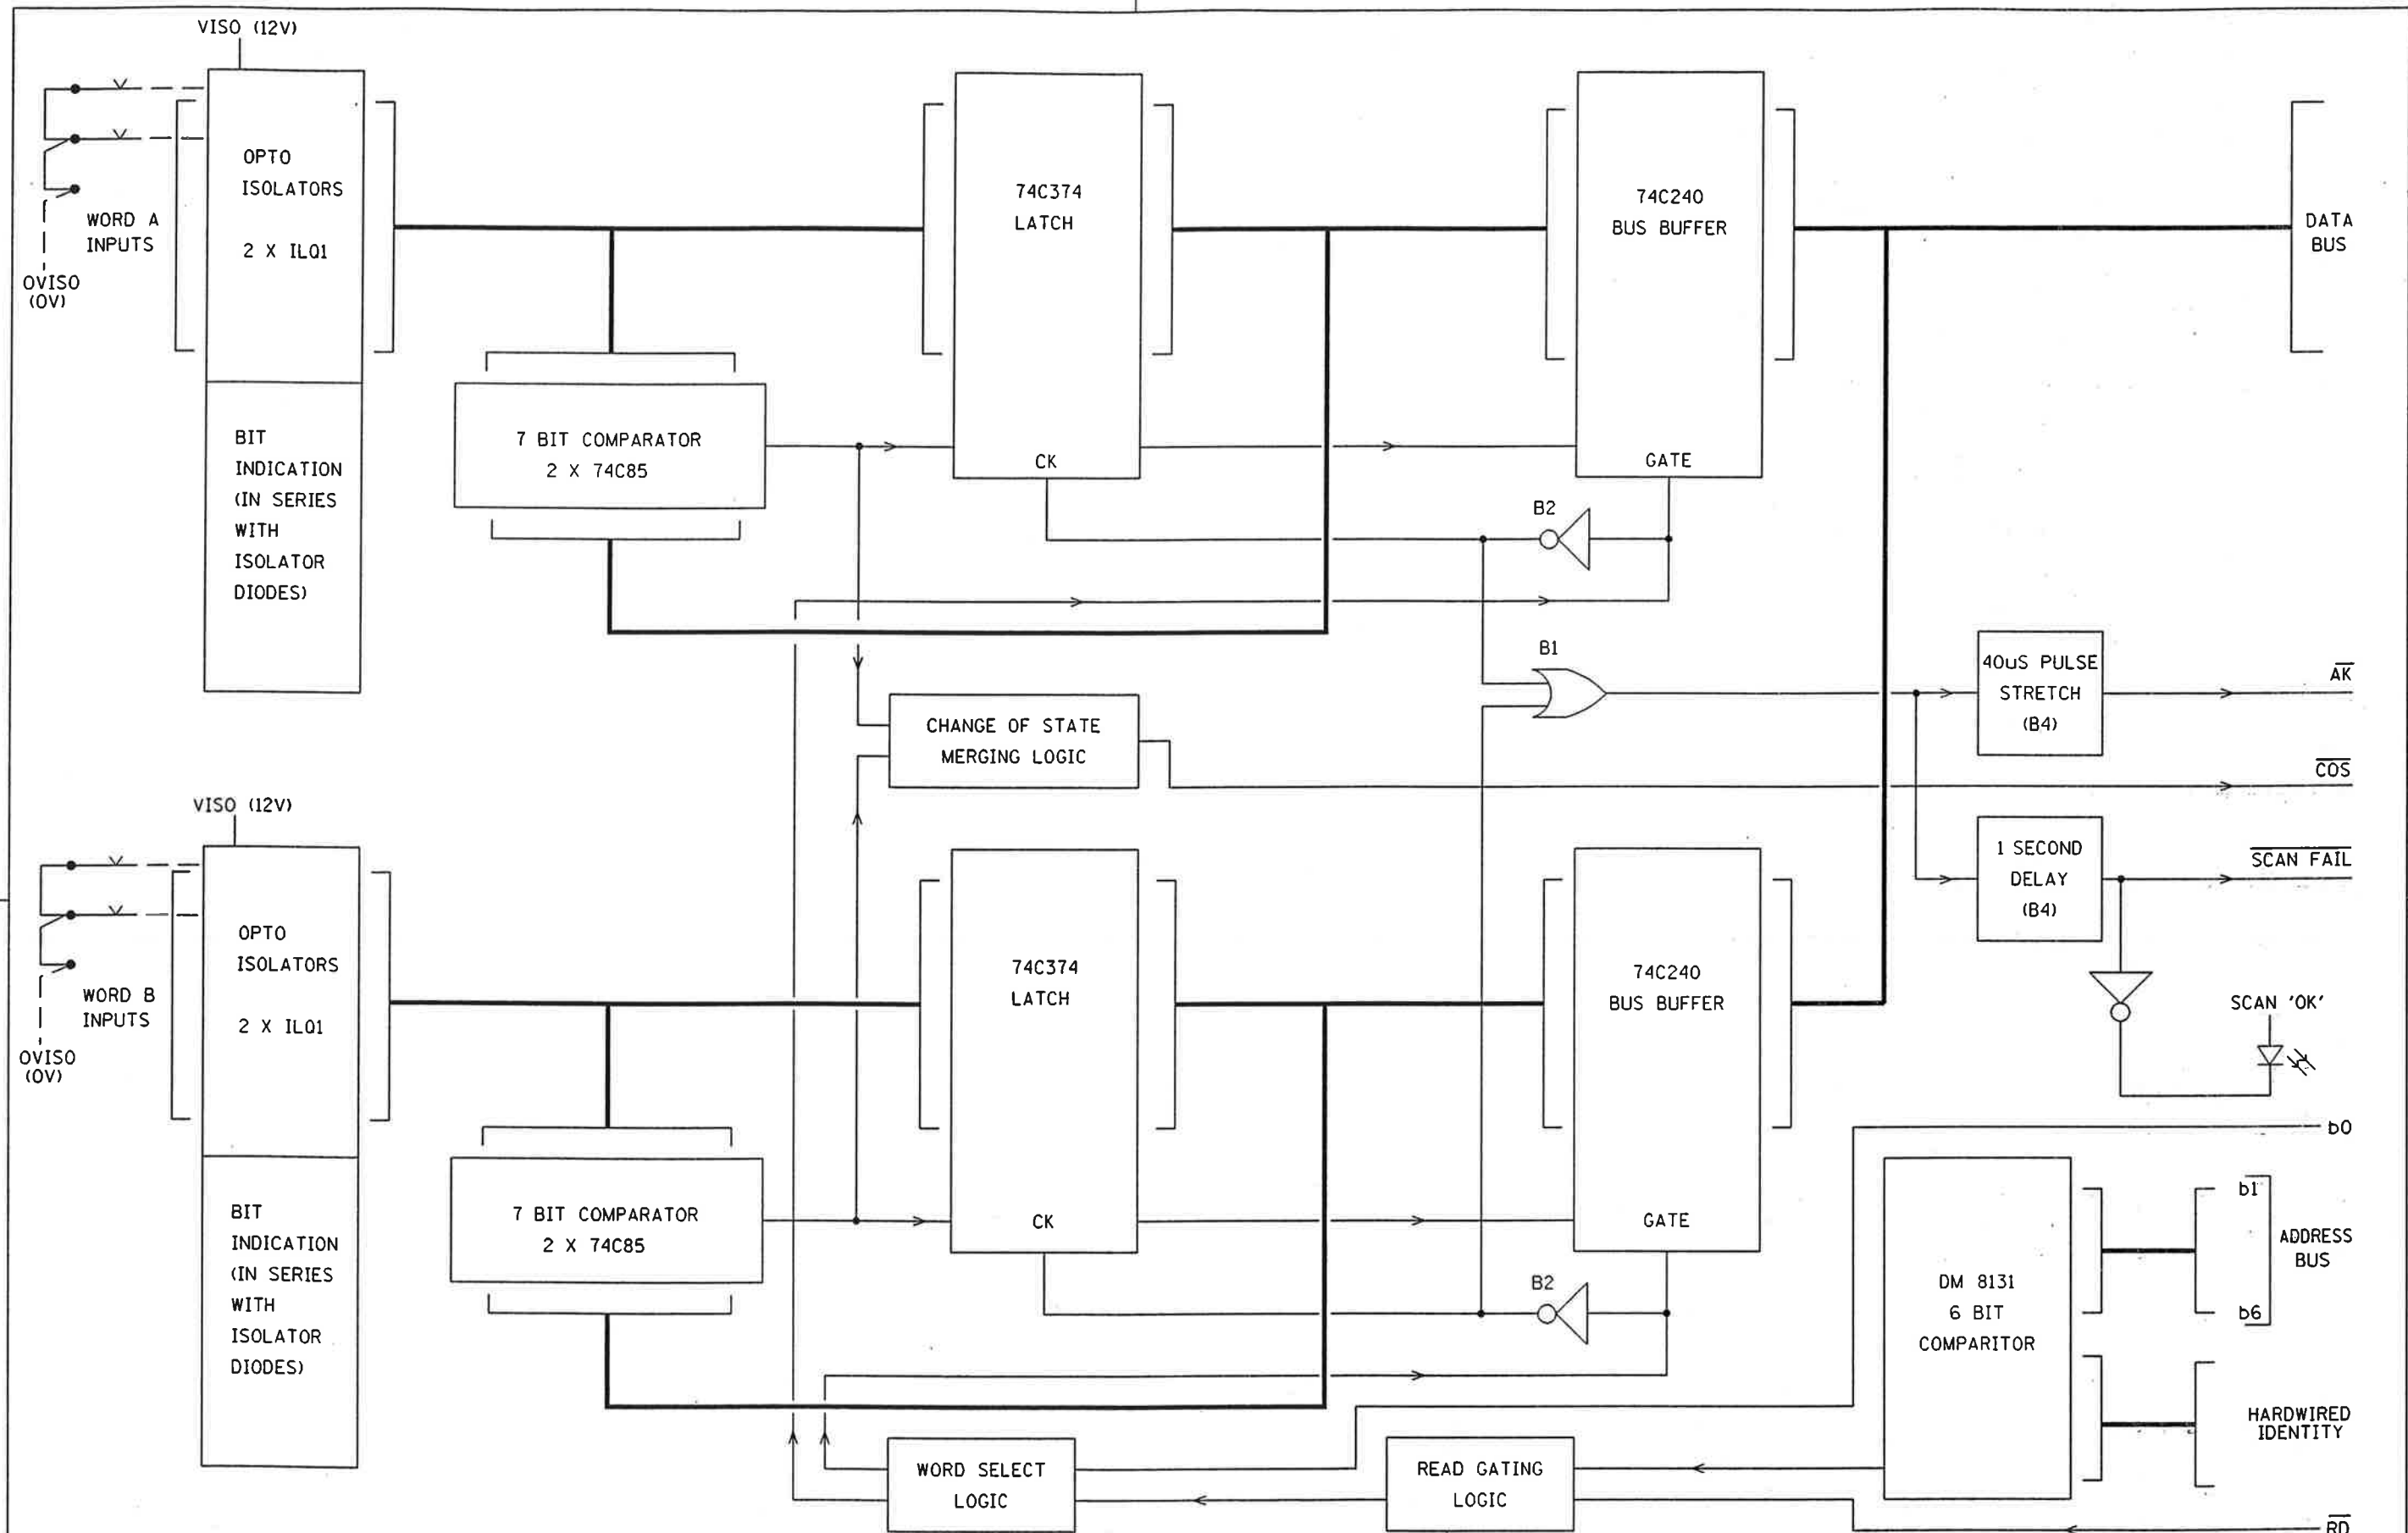 VISO (12V)
OPTO
ISOLATORS
2 X ILQ1
WORD A
INPUTS
OVISO
(OV)
BIT
INDICATION
(IN SERIES
WITH
ISOLATOR
DIODES)
7 BIT COMPARATOR
2 X 74C85
74C374
LATCH
CK
74C240
BUS BUFFER
GATE
DATA
BUS
B2
B1
40uS PULSE
STRETCH
(B4)
AK
CHANGE OF STATE
MERGING LOGIC
COS
1 SECOND
DELAY
(B4)
SCAN FAIL
SCAN 'OK'
VISO (12V)
OPTO
ISOLATORS
2 X ILQ1
WORD B
INPUTS
OVISO
(OV)
BIT
INDICATION
(IN SERIES
WITH
ISOLATOR
DIODES)
7 BIT COMPARATOR
2 X 74C85
74C374
LATCH
CK
74C240
BUS BUFFER
GATE
B2
b0
b1
b6
ADDRESS
BUS
DM 8131
6 BIT
COMPARITOR
HARDWIRED
IDENTITY
WORD SELECT
LOGIC
READ GATING
LOGIC
RD